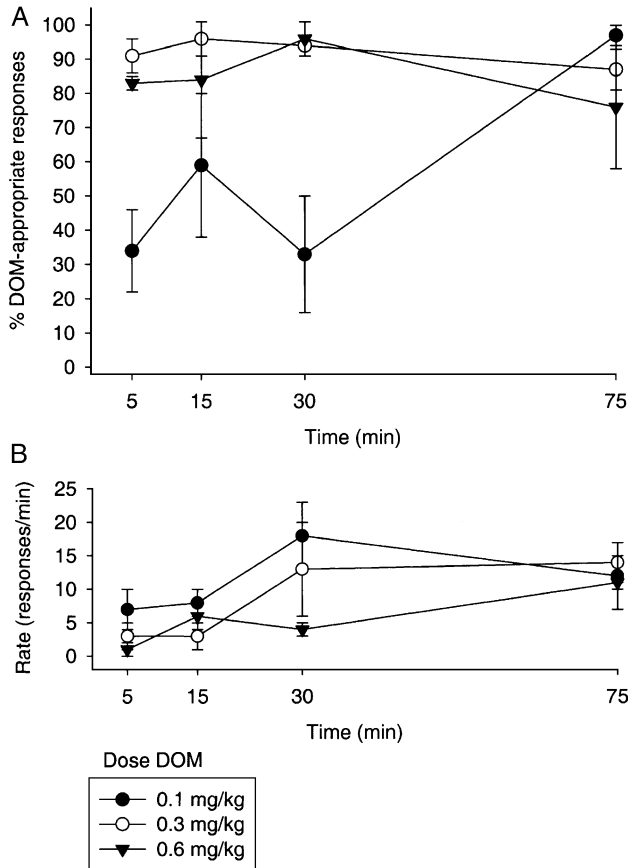 A
100
90
80
70
60
50
40
30
20
10
0
% DOM-appropriate responses
5 15 30 75
Time (min)
B
25
20
15
10
5
0
Rate (responses/min)
5 15 30 75
Time (min)
Dose DOM
0.1 mg/kg
0.3 mg/kg
0.6 mg/kg